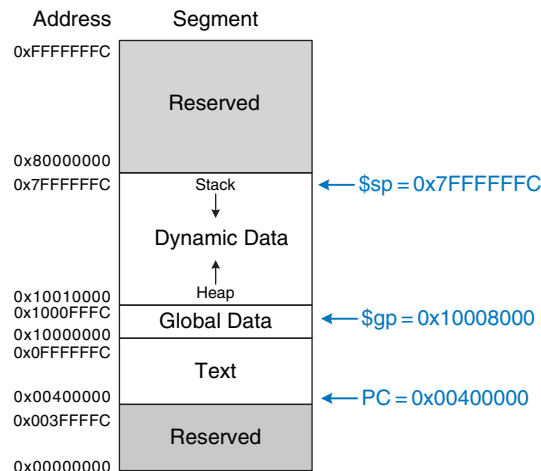 Address Segment
0xFFFFFFFC
Reserved
0x80000000
0x7FFFFFFC Stack $sp = 0x7FFFFFFC
Dynamic Data
0x10010000 Heap
0x1000FFFC
Global Data $gp = 0x10008000
0x10000000
0x0FFFFFFC
Text
0x00400000 PC = 0x00400000
0x003FFFFC
Reserved
0x00000000